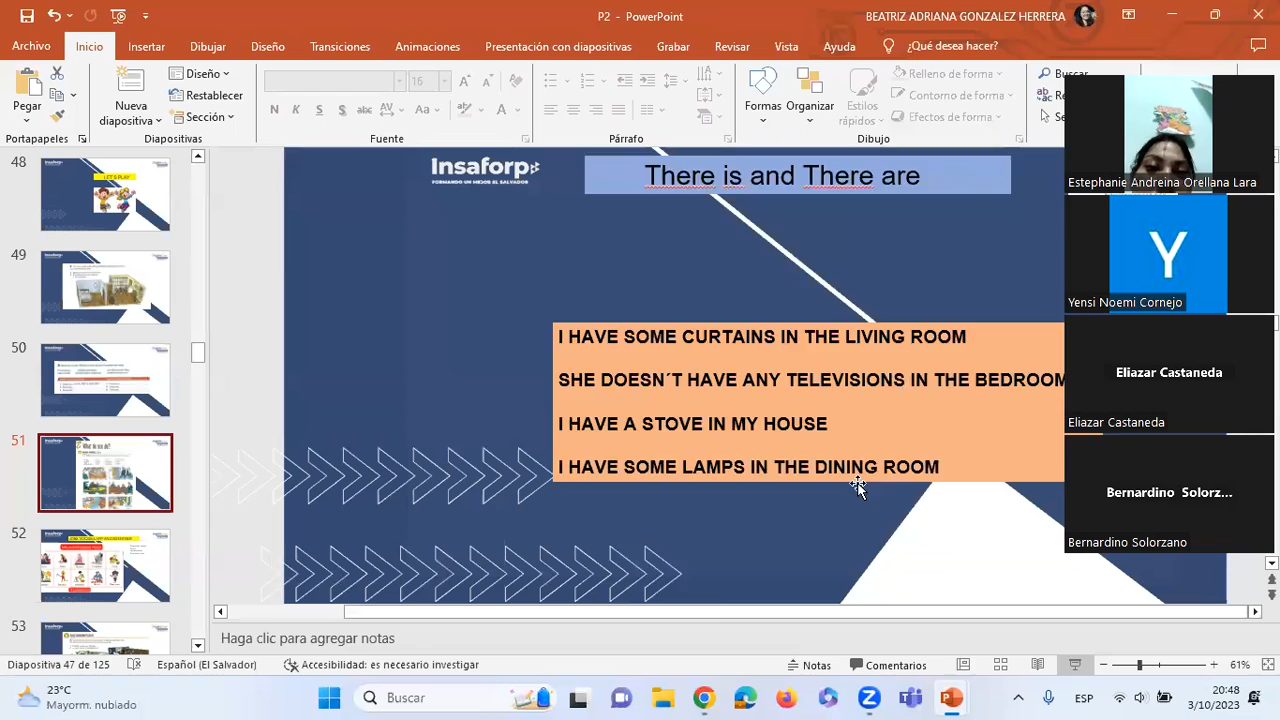 P2 - PowerPoint
BEATRIZ ADRIANA GONZALEZ HERRERA
Archivo Inicio Insertar Dibujar Diseño Transiciones Animaciones Presentación con diapositivas Grabar Revisar Vista Ayuda ¿Qué desea hacer?
Pegar
Nueva diapositiva
Diseño
Restablecer
Sección
16
N K S abc AV Aa A
Formas Organizar Estilos rápidos
Relleno de forma
Contorno de forma
Efectos de forma
Buscar
Portapapeles Diapositivas Fuente Párrafo Dibujo
48
LET'S PLAY
49
50
51
52
53
Insaforp
FORMANDO UN MEJOR EL SALVADOR
There is and There are
I HAVE SOME CURTAINS IN THE LIVING ROOM
SHE DOESN´T HAVE ANY TELEVISIONS IN THE BEDROOM
I HAVE A STOVE IN MY HOUSE
I HAVE SOME LAMPS IN THE DINING ROOM
Estephanie Andreina Orellana Lara
Y
Yensi Noemi Cornejo
Eliazar Castaneda
Eliazar Castaneda
Bernardino Solorz...
Bernardino Solorzano
Haga clic para agregar notas
Diapositiva 47 de 125 Español (El Salvador) Accesibilidad: es necesario investigar Notas Comentarios 61%
23°C
Mayorm. nublado
Buscar
ESP
20:48
3/10/2023